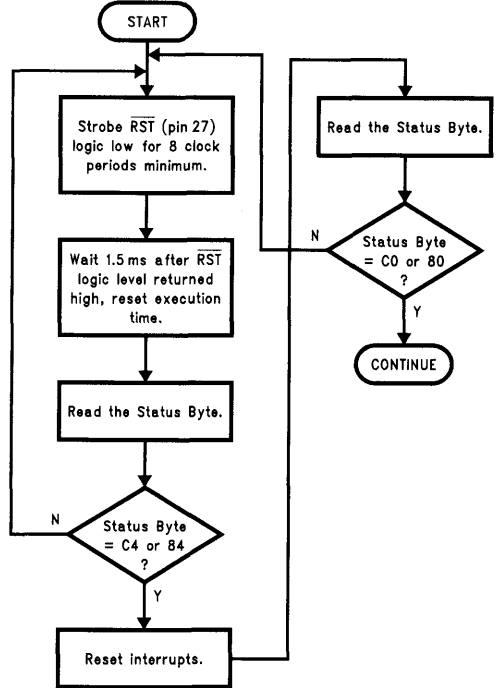 START
Strobe R̅S̅T̅ (pin 27)
logic low for 8 clock
periods minimum.
Wait 1.5 ms after R̅S̅T̅
logic level returned
high, reset execution
time.
Read the Status Byte.
Status Byte
= C4 or 84
?
N
Y
Reset interrupts.
Read the Status Byte.
Status Byte
= C0 or 80
?
N
Y
CONTINUE